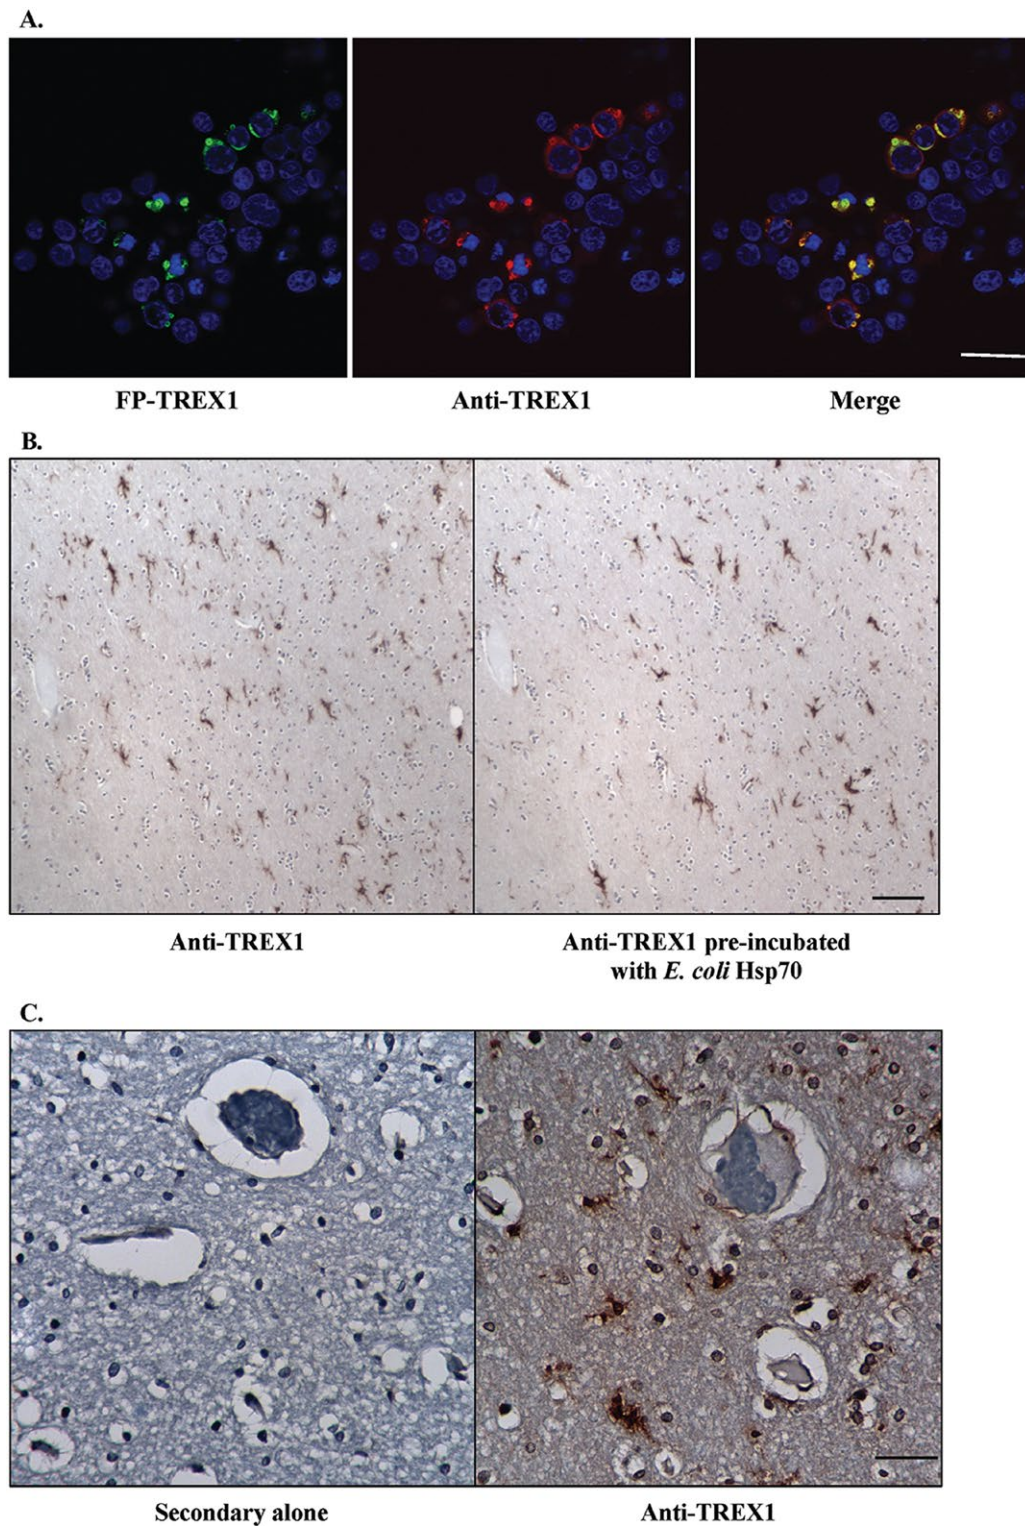 A.
FP-TREX1 Anti-TREX1 Merge
B.
Anti-TREX1 Anti-TREX1 pre-incubated
with E. coli Hsp70
C.
Secondary alone Anti-TREX1